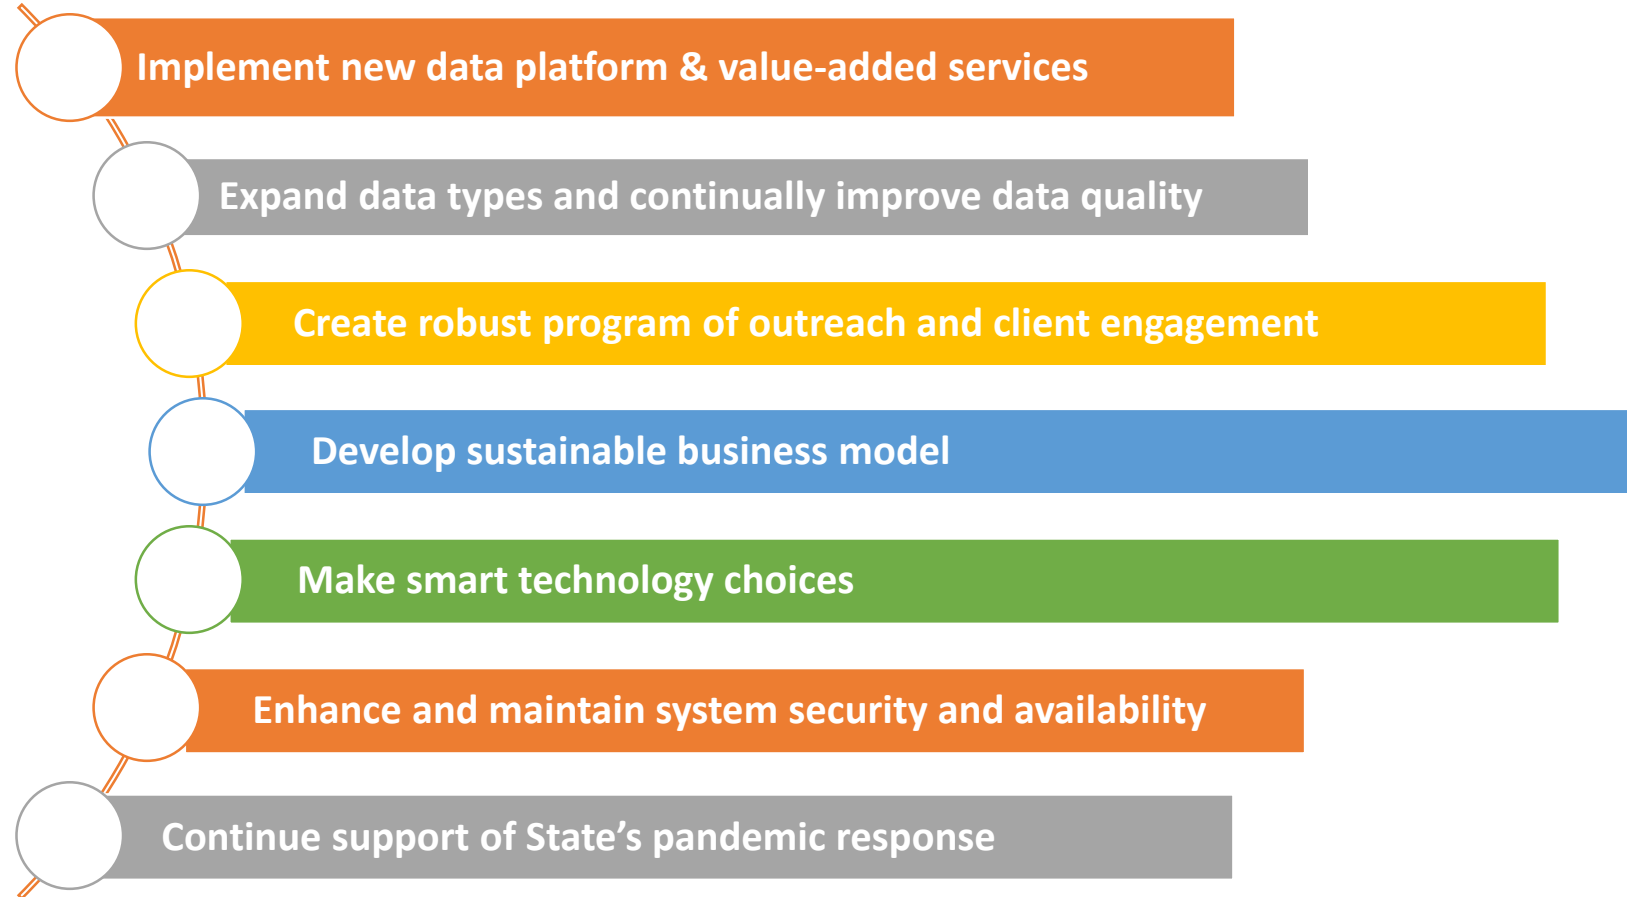 Implement new data platform & value-added services
Expand data types and continually improve data quality
Create robust program of outreach and client engagement
Develop sustainable business model
Make smart technology choices
Enhance and maintain system security and availability
Continue support of State’s pandemic response